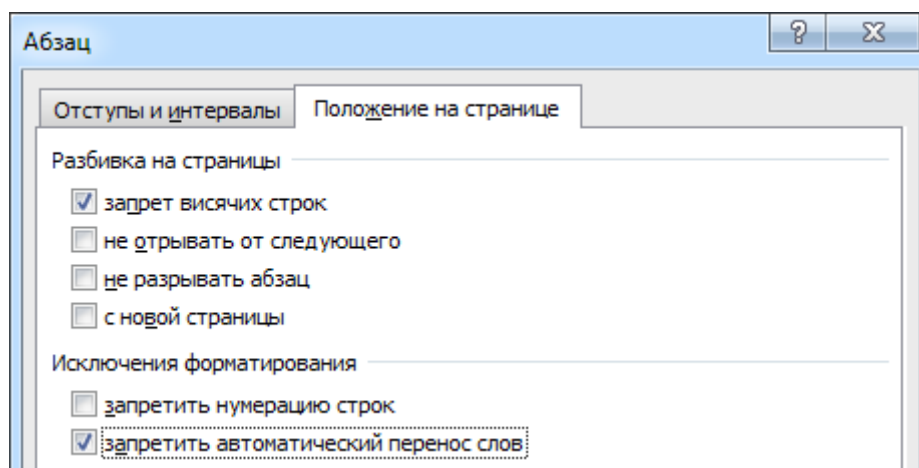 Абзац
Отступы и интервалы Положение на странице
Разбивка на страницы
запрет висячих строк
не отрывать от следующего
не разрывать абзац
с новой страницы
Исключения форматирования
запретить нумерацию строк
запретить автоматический перенос слов